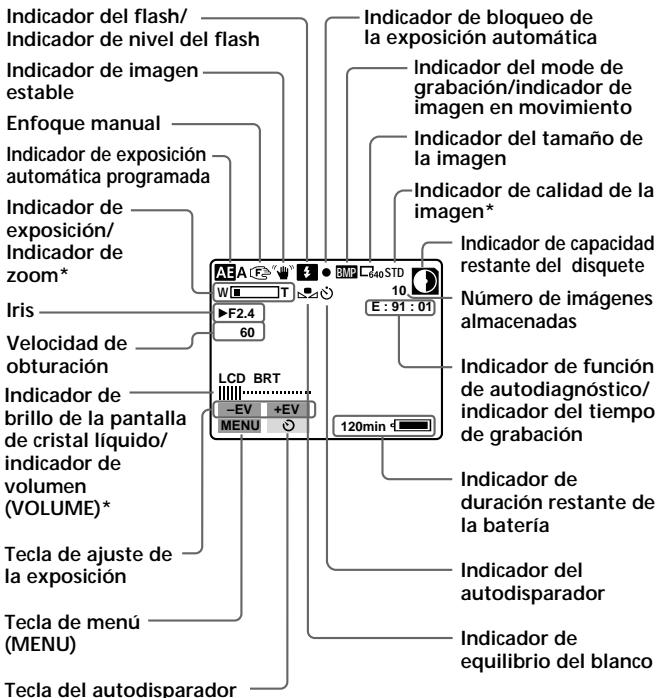 Indicador del flash/
Indicador de nivel del flash
Indicador de imagen
estable
Enfoque manual
Indicador de exposición
automática programada
Indicador de
exposición/
Indicador de
zoom*
Iris
Velocidad de
obturación
Indicador de
brillo de la pantalla
de cristal líquido/
indicador de
volumen
(VOLUME)*
Tecla de ajuste de
la exposición
Tecla de menú
(MENU)
Tecla del autodisparador
AE A F BMP 640 STD
W T 10
►F2.4 E : 91 : 01
60
LCD BRT
–EV +EV
MENU 120min
Indicador de bloqueo de
la exposición automática
Indicador del mode de
grabación/indicador de
imagen en movimiento
Indicador del tamaño de
la imagen
Indicador de calidad de la
imagen*
Indicador de capacidad
restante del disquete
Número de imágenes
almacenadas
Indicador de función
de autodiagnóstico/
indicador del tiempo
de grabación
Indicador de
duración restante de
la batería
Indicador del
autodisparador
Indicador de
equilibrio del blanco